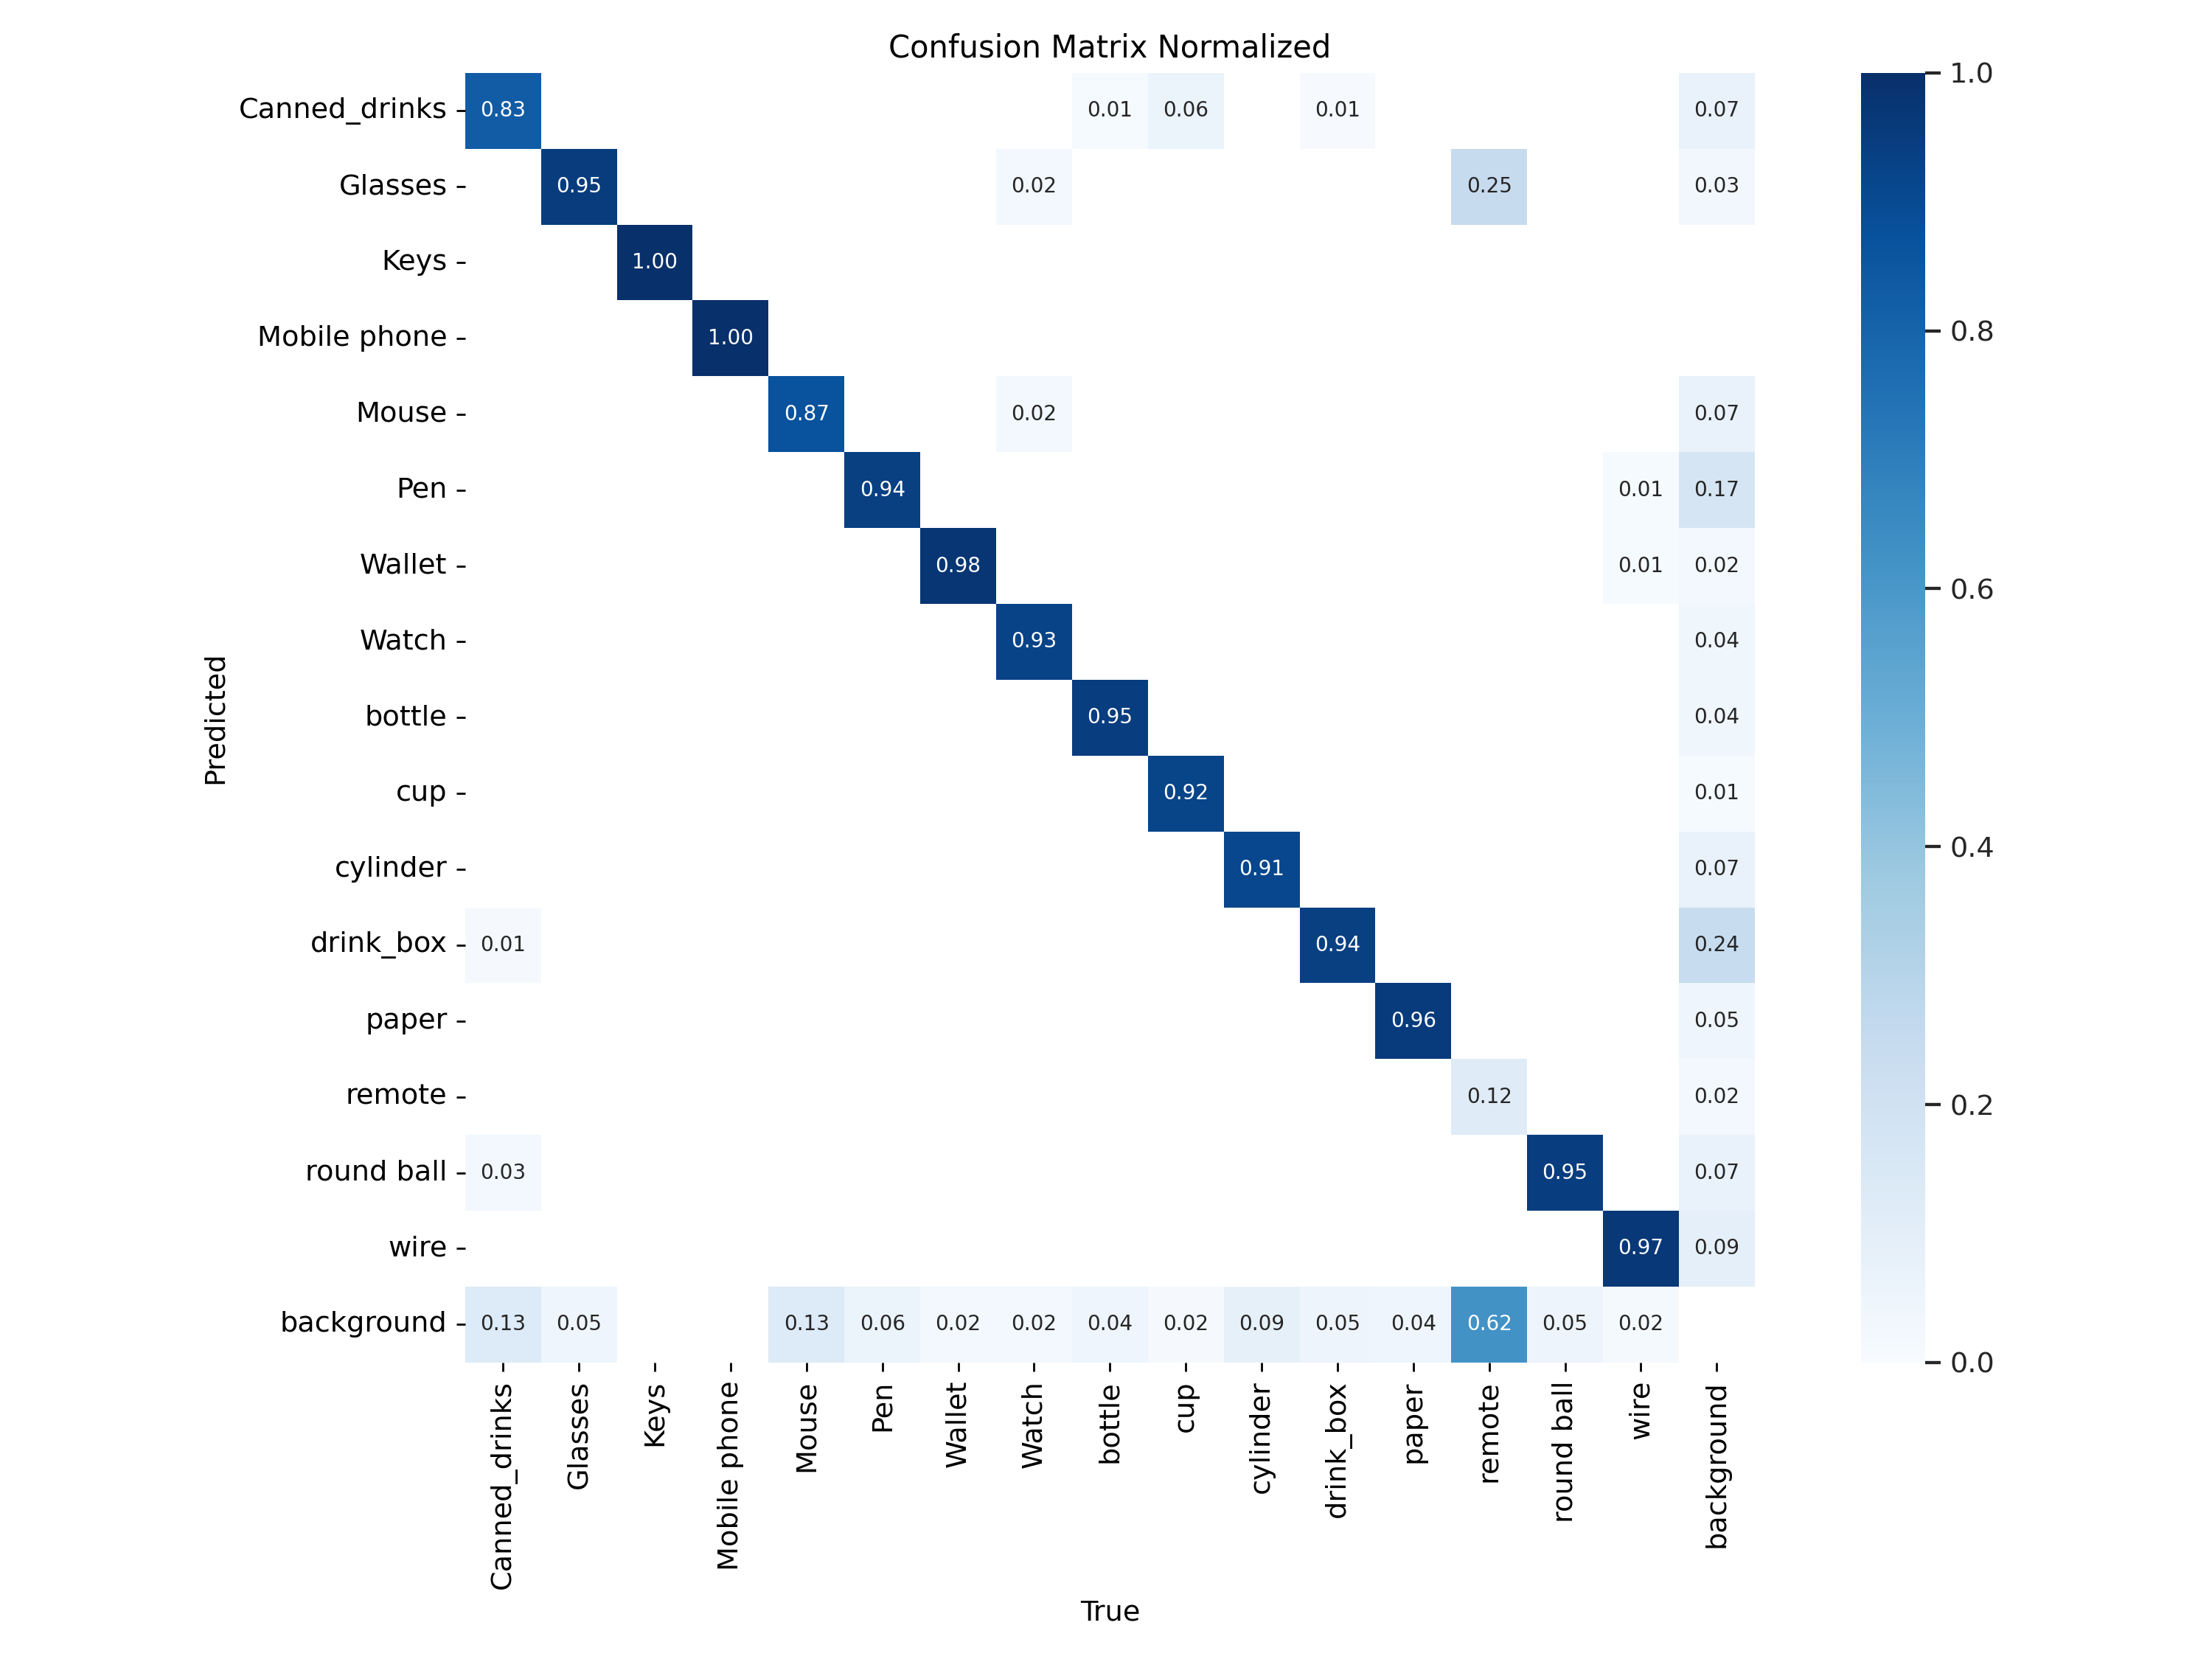 Confusion Matrix Normalized
Canned_drinks 0.83 0.01 0.06 0.01 0.07
Glasses 0.95 0.02 0.25 0.03
Keys 1.00
Mobile phone 1.00
Mouse 0.87 0.02 0.07
Pen 0.94 0.01 0.17
Wallet 0.98 0.01 0.02
Watch 0.93 0.04
bottle 0.95 0.04
cup 0.92 0.01
cylinder 0.91 0.07
drink_box 0.01 0.94 0.24
paper 0.96 0.05
remote 0.12 0.02
round ball 0.03 0.95 0.07
wire 0.97 0.09
background 0.13 0.05 0.13 0.06 0.02 0.02 0.04 0.02 0.09 0.05 0.04 0.62 0.05 0.02
Predicted
Canned_drinks
Glasses
Keys
Mobile phone
Mouse
Pen
Wallet
Watch
bottle
cup
cylinder
drink_box
paper
remote
round ball
wire
background
True
1.0
0.8
0.6
0.4
0.2
0.0